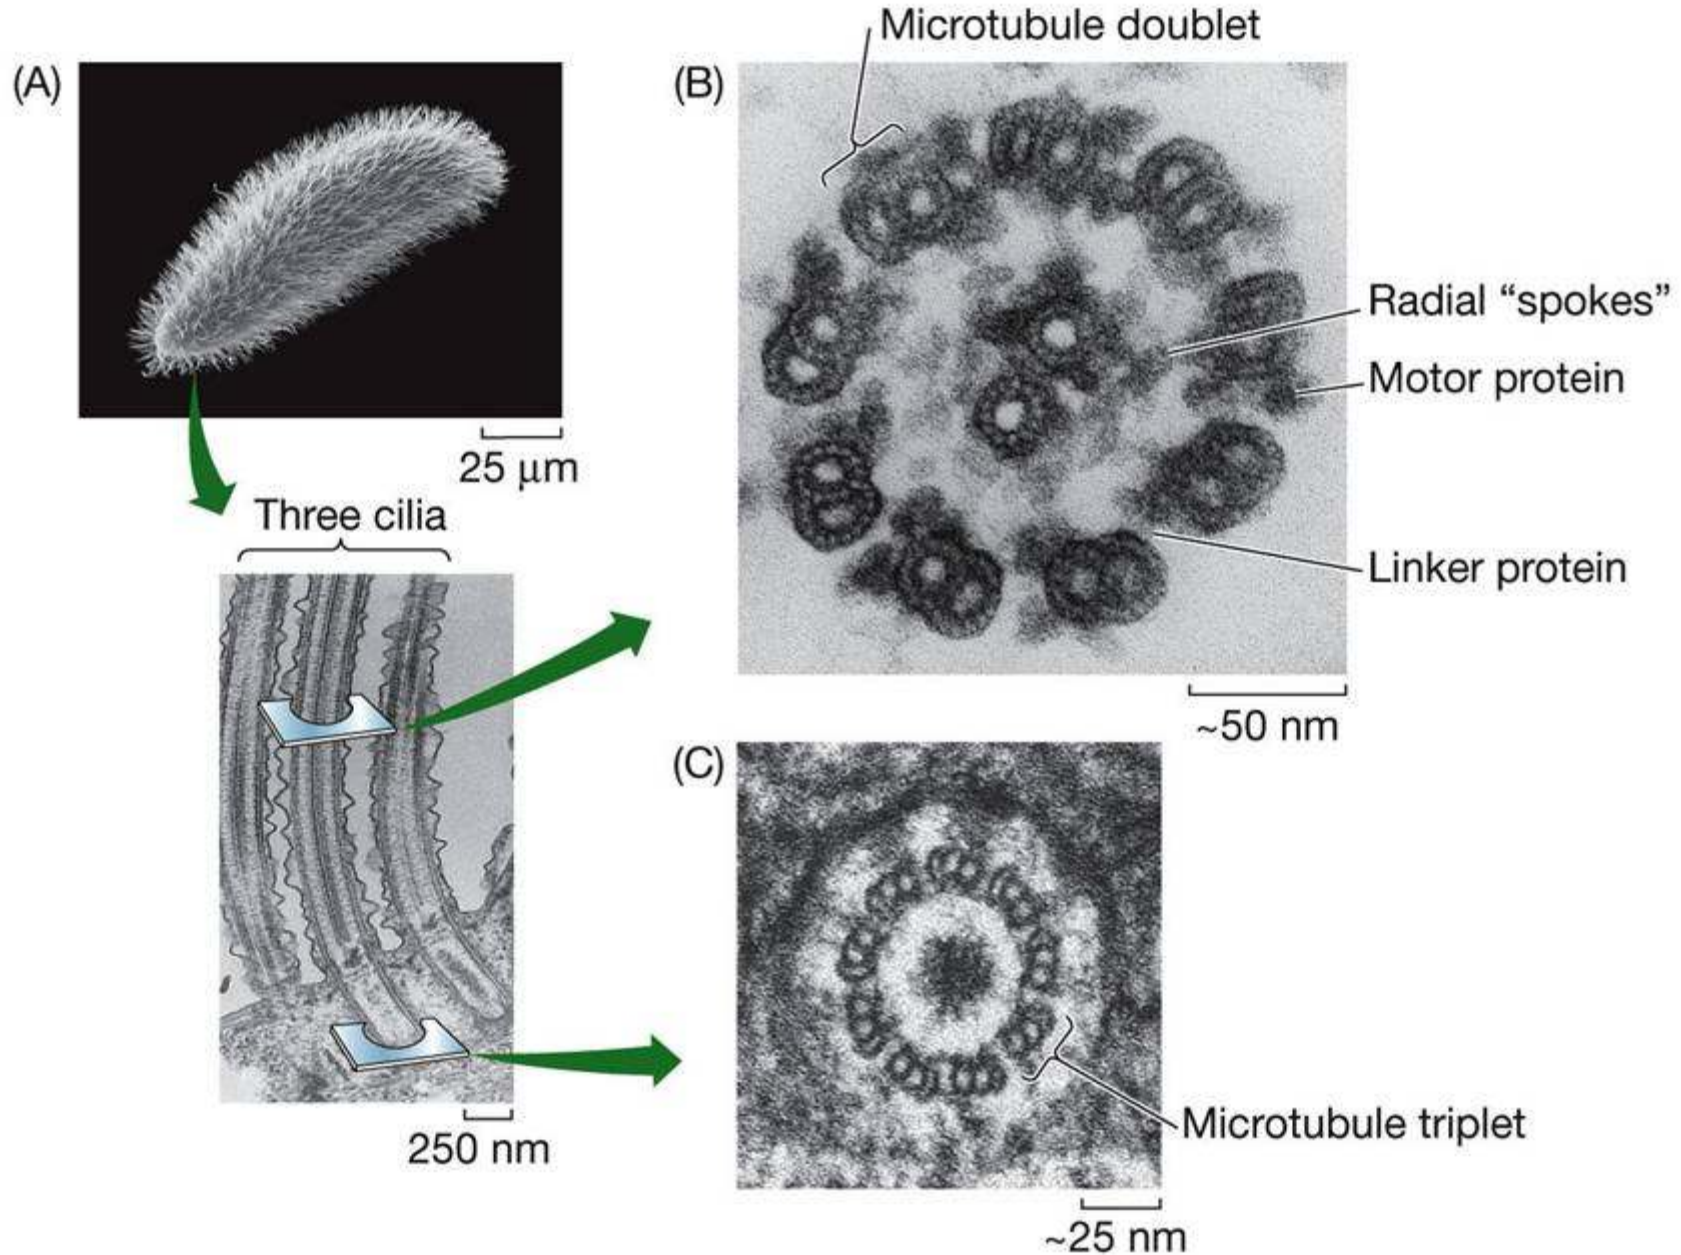 (A)
25 μm
Three cilia
250 nm
(B)
Microtubule doublet
Radial “spokes”
Motor protein
Linker protein
~50 nm
(C)
Microtubule triplet
~25 nm